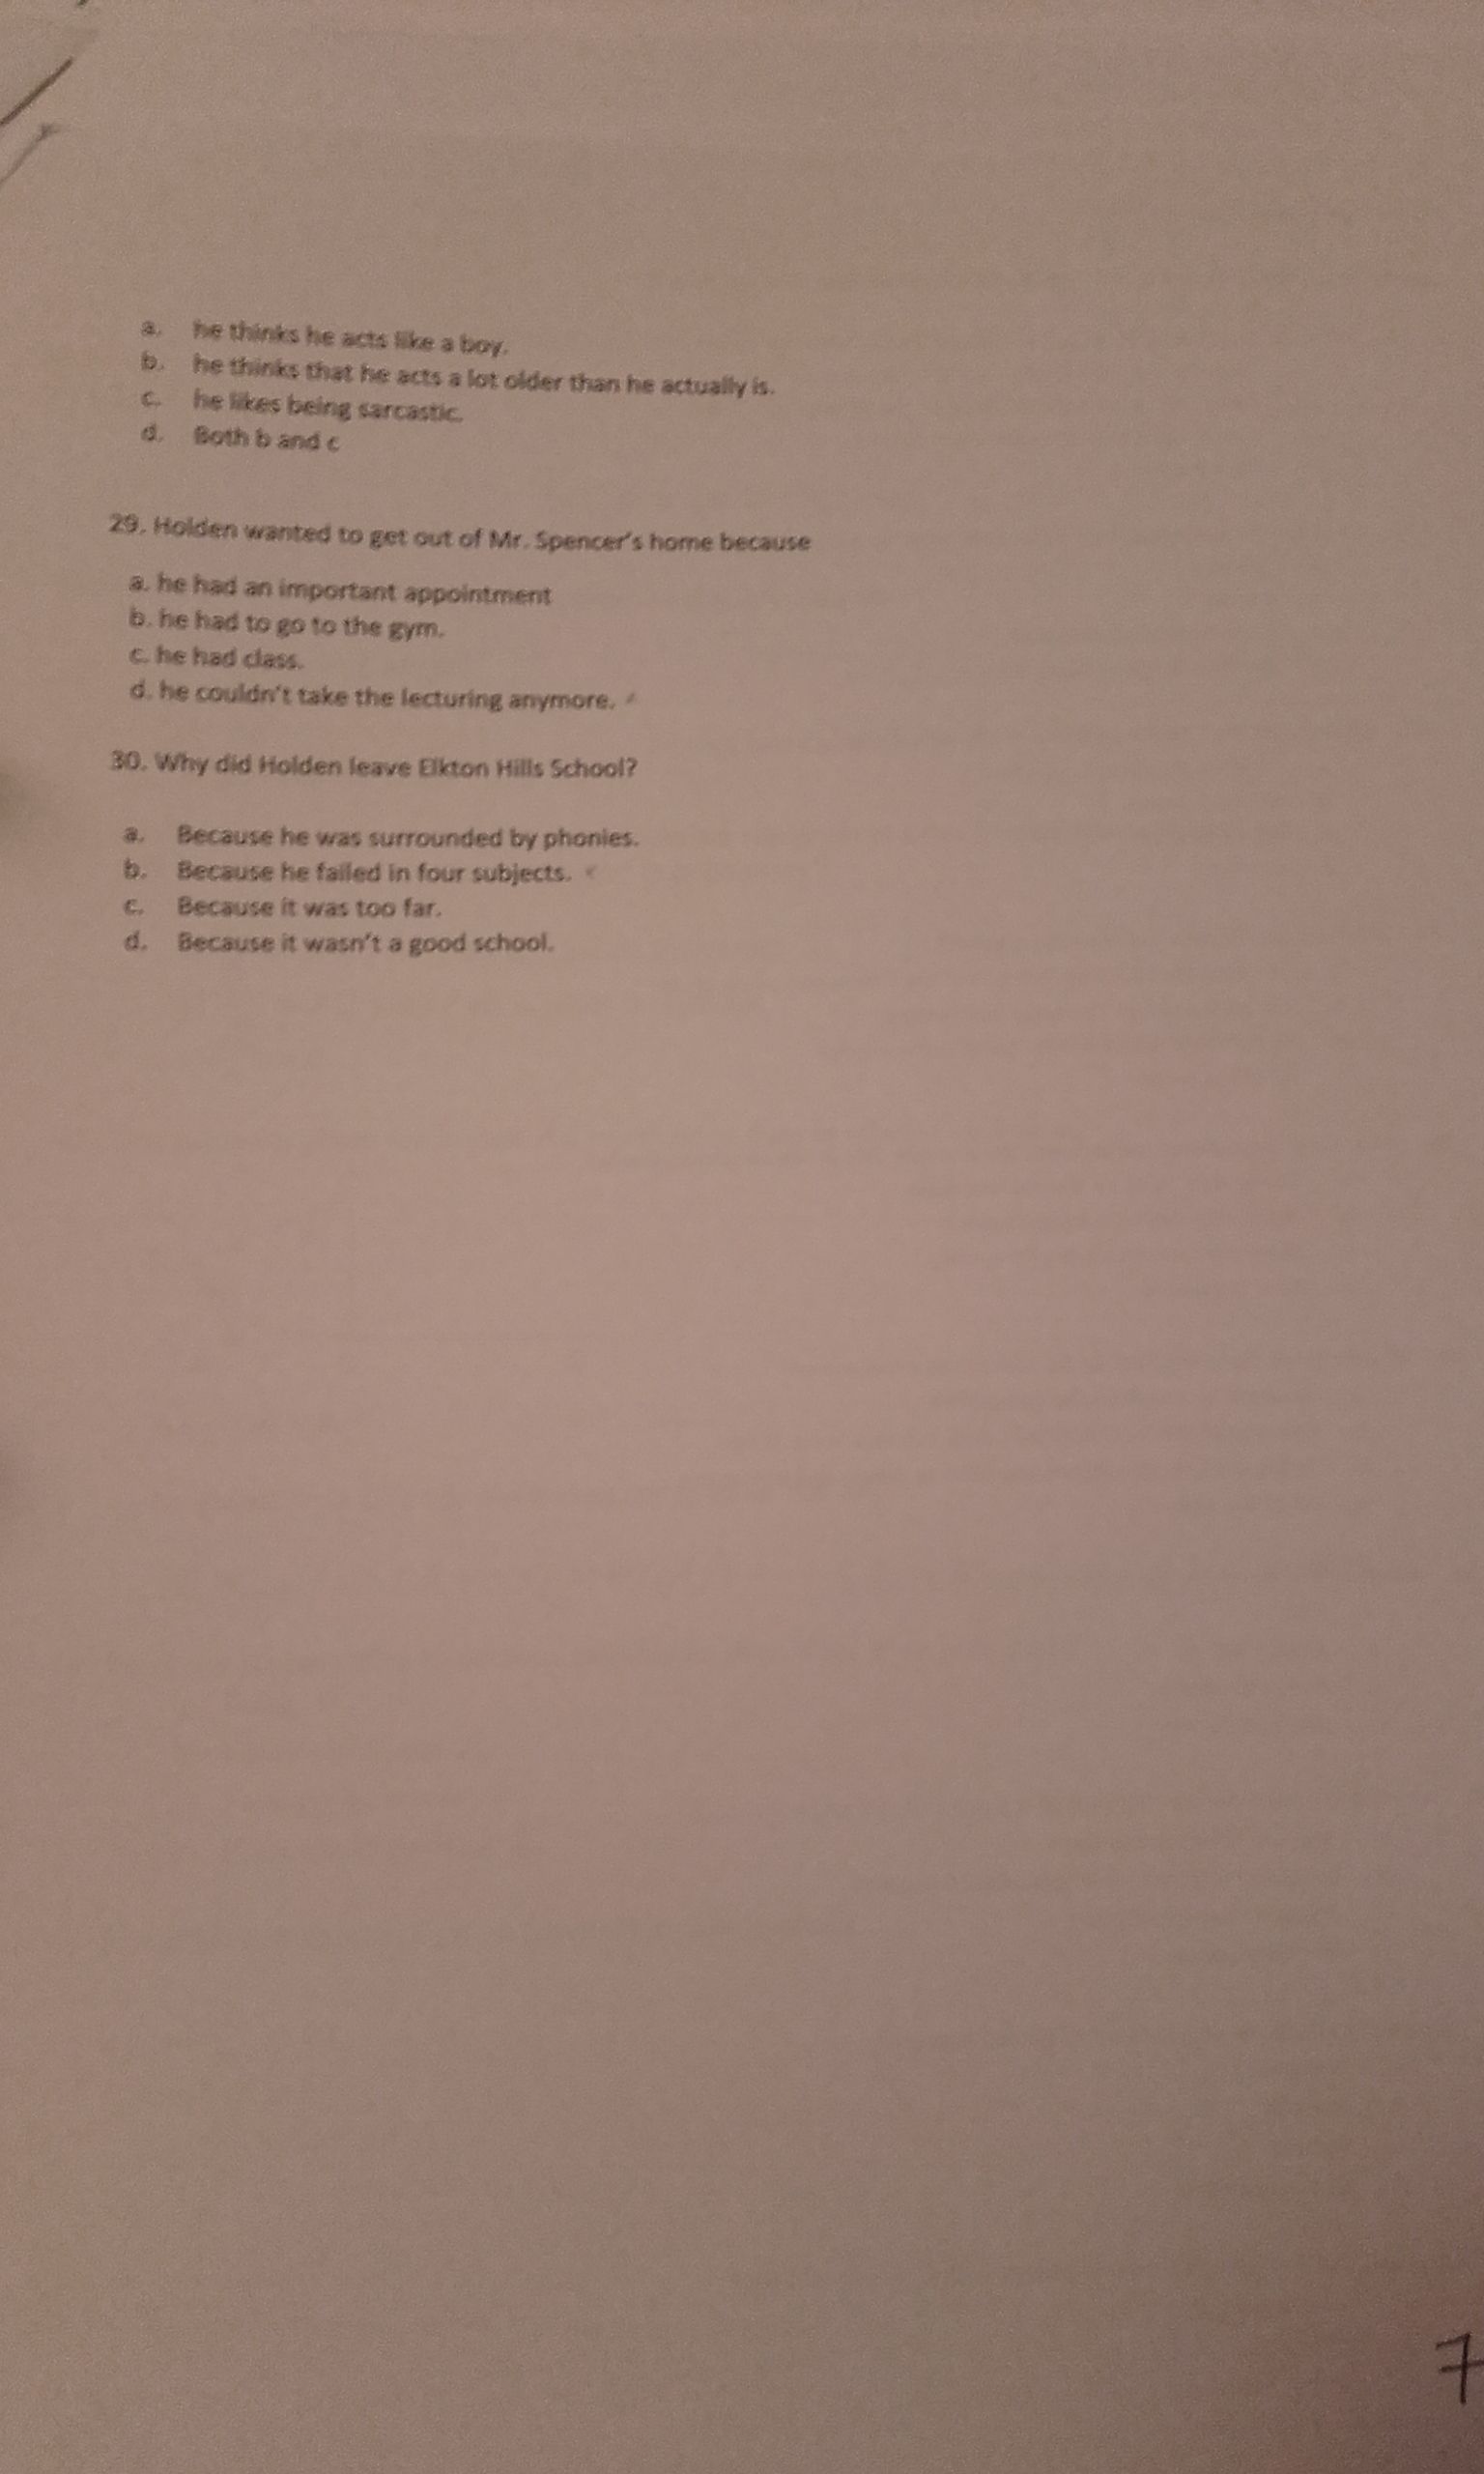 a. he thinks he acts like a boy.
b. he thinks that he acts a lot older than he actually is.
c. he likes being sarcastic.
d. Both b and c
29. Holden wanted to get out of Mr. Spencer's home because
a. he had an important appointment
b. he had to go to the gym.
c. he had class.
d. he couldn't take the lecturing anymore.
30. Why did Holden leave Elkton Hills School?
a. Because he was surrounded by phonies.
b. Because he failed in four subjects.
c. Because it was too far.
d. Because it wasn't a good school.
7